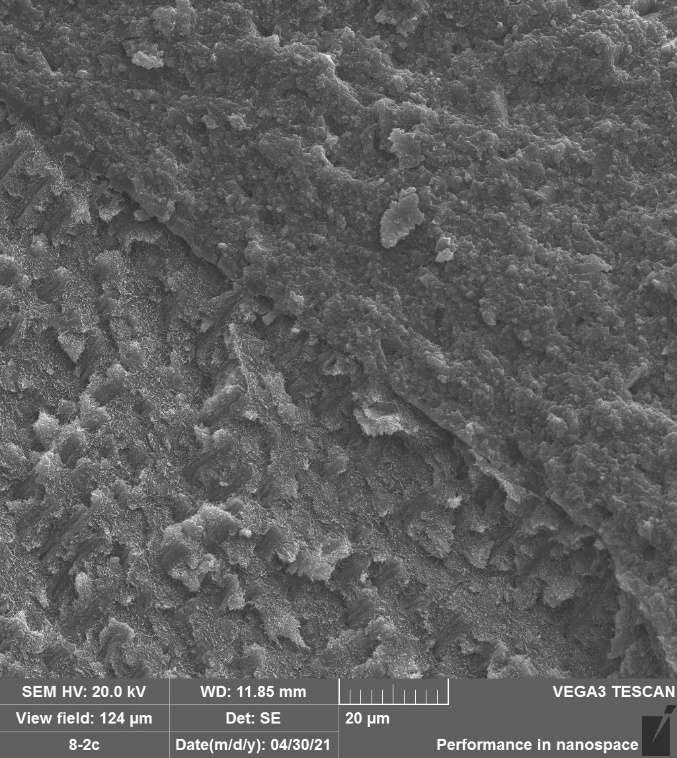 SEM HV: 20.0 kV WD: 11.85 mm VEGA3 TESCAN
View field: 124 µm Det: SE 20 µm
8-2c Date(m/d/y): 04/30/21 Performance in nanospace